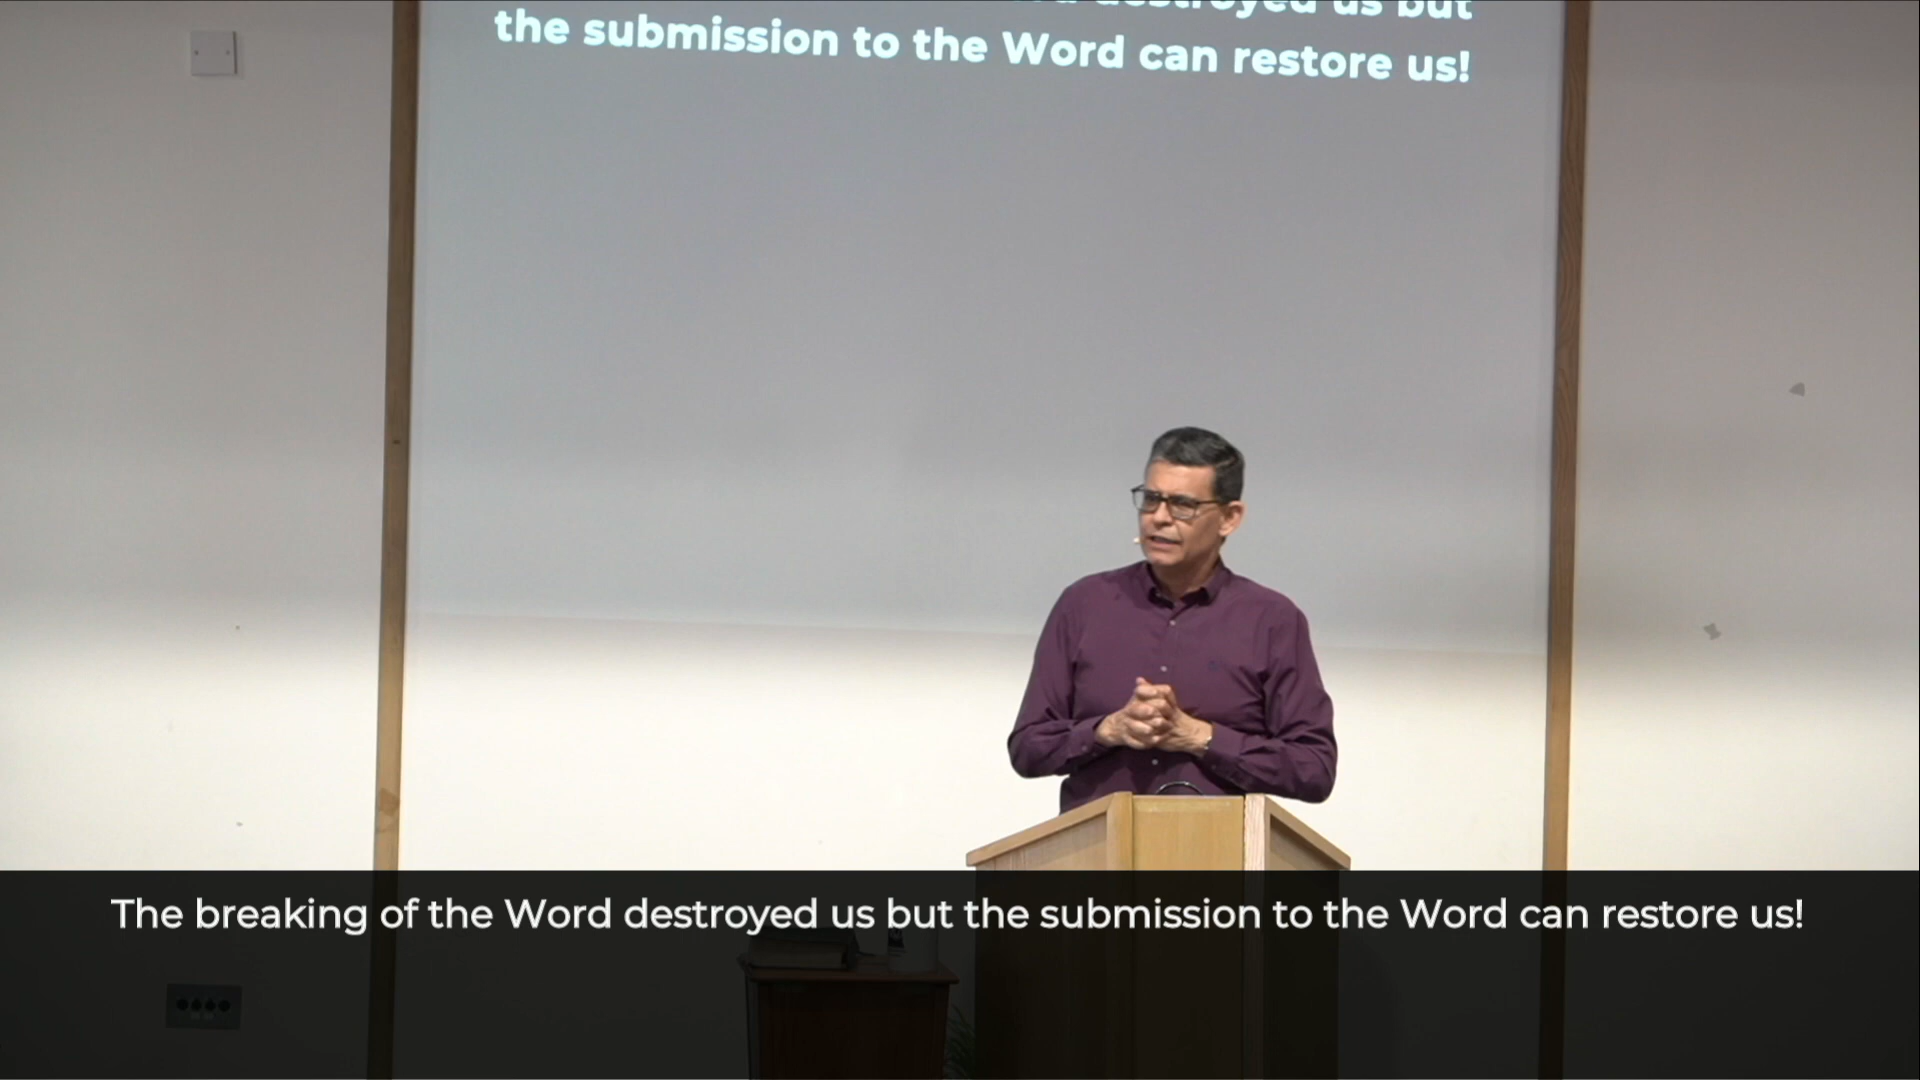 destroyed us but
the submission to the Word can restore us!
The breaking of the Word destroyed us but the submission to the Word can restore us!